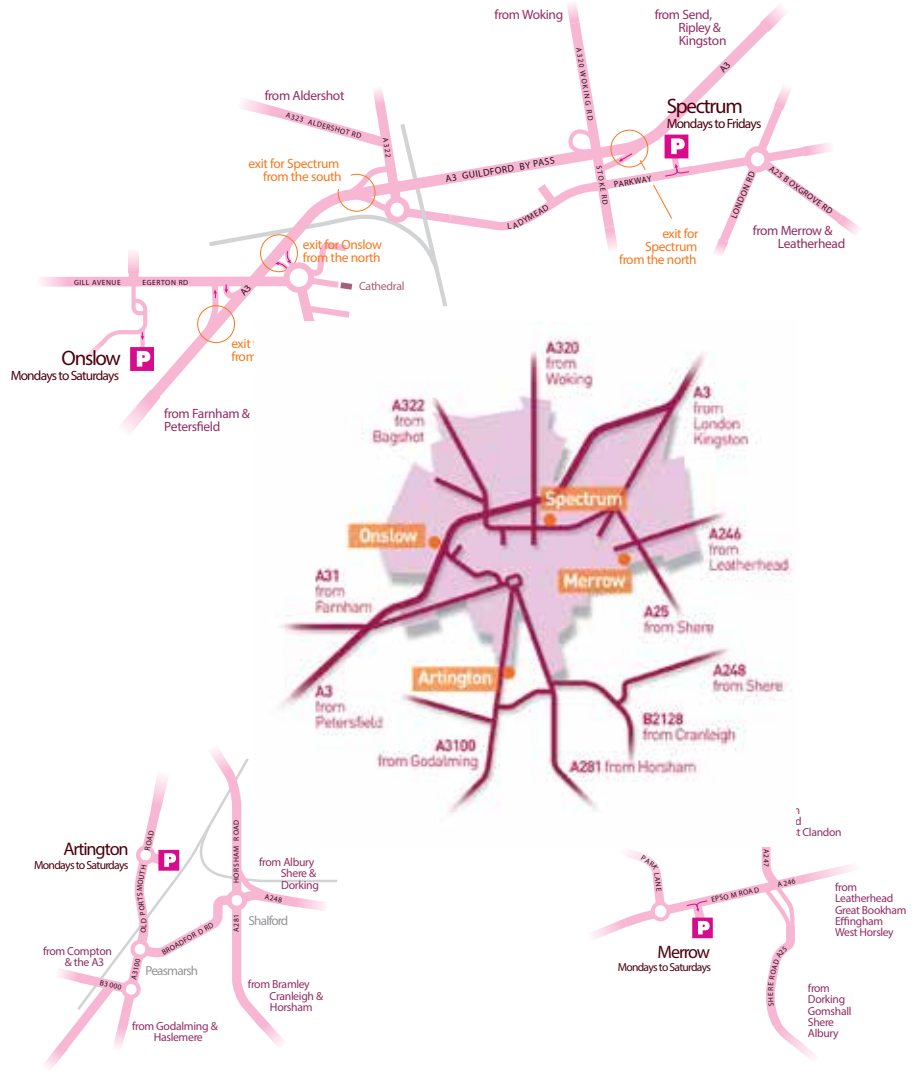 from Woking
from Send,
Ripley &
Kingston
A3
A320 WOKING RD
from Aldershot
A323 ALDERSHOT RD
A322
Spectrum
Mondays to Fridays
P
exit for Spectrum
from the south
A3 GUILDFORD BY PASS
STOKE RD
PARKWAY
LADYMEAD
LONDON RD
A25 BOXGROVE RD
from Merrow &
Leatherhead
exit for
Spectrum
from the north
exit for Onslow
from the north
GILL AVENUE
EGERTON RD
A3
Cathedral
exit
from
Onslow
Mondays to Saturdays
P
from Farnham &
Petersfield
A320
from
Woking
A3
from
London
Kingston
A322
from
Bagshot
Spectrum
Onslow
A246
from
Leatherhead
Merrow
A31
from
Farnham
A25
from Shere
Artington
A248
from Shere
A3
from
Petersfield
B2128
from Cranleigh
A3100
from Godalming
A281 from Horsham
Artington
Mondays to Saturdays
P
OLD PORTSMOUTH ROAD
HORSHAM ROAD
from Albury
Shere &
Dorking
A248
Shalford
A281
BROADFORD RD
from Compton
& the A3
A3100
Peasmarsh
B3000
from Bramley
Cranleigh &
Horsham
from Godalming &
Haslemere
Clandon
PARK LANE
A247
A246
EPSOM ROAD
P
from
Leatherhead
Great Bookham
Effingham
West Horsley
Merrow
Mondays to Saturdays
SHERE ROAD A25
from
Dorking
Gomshall
Shere
Albury